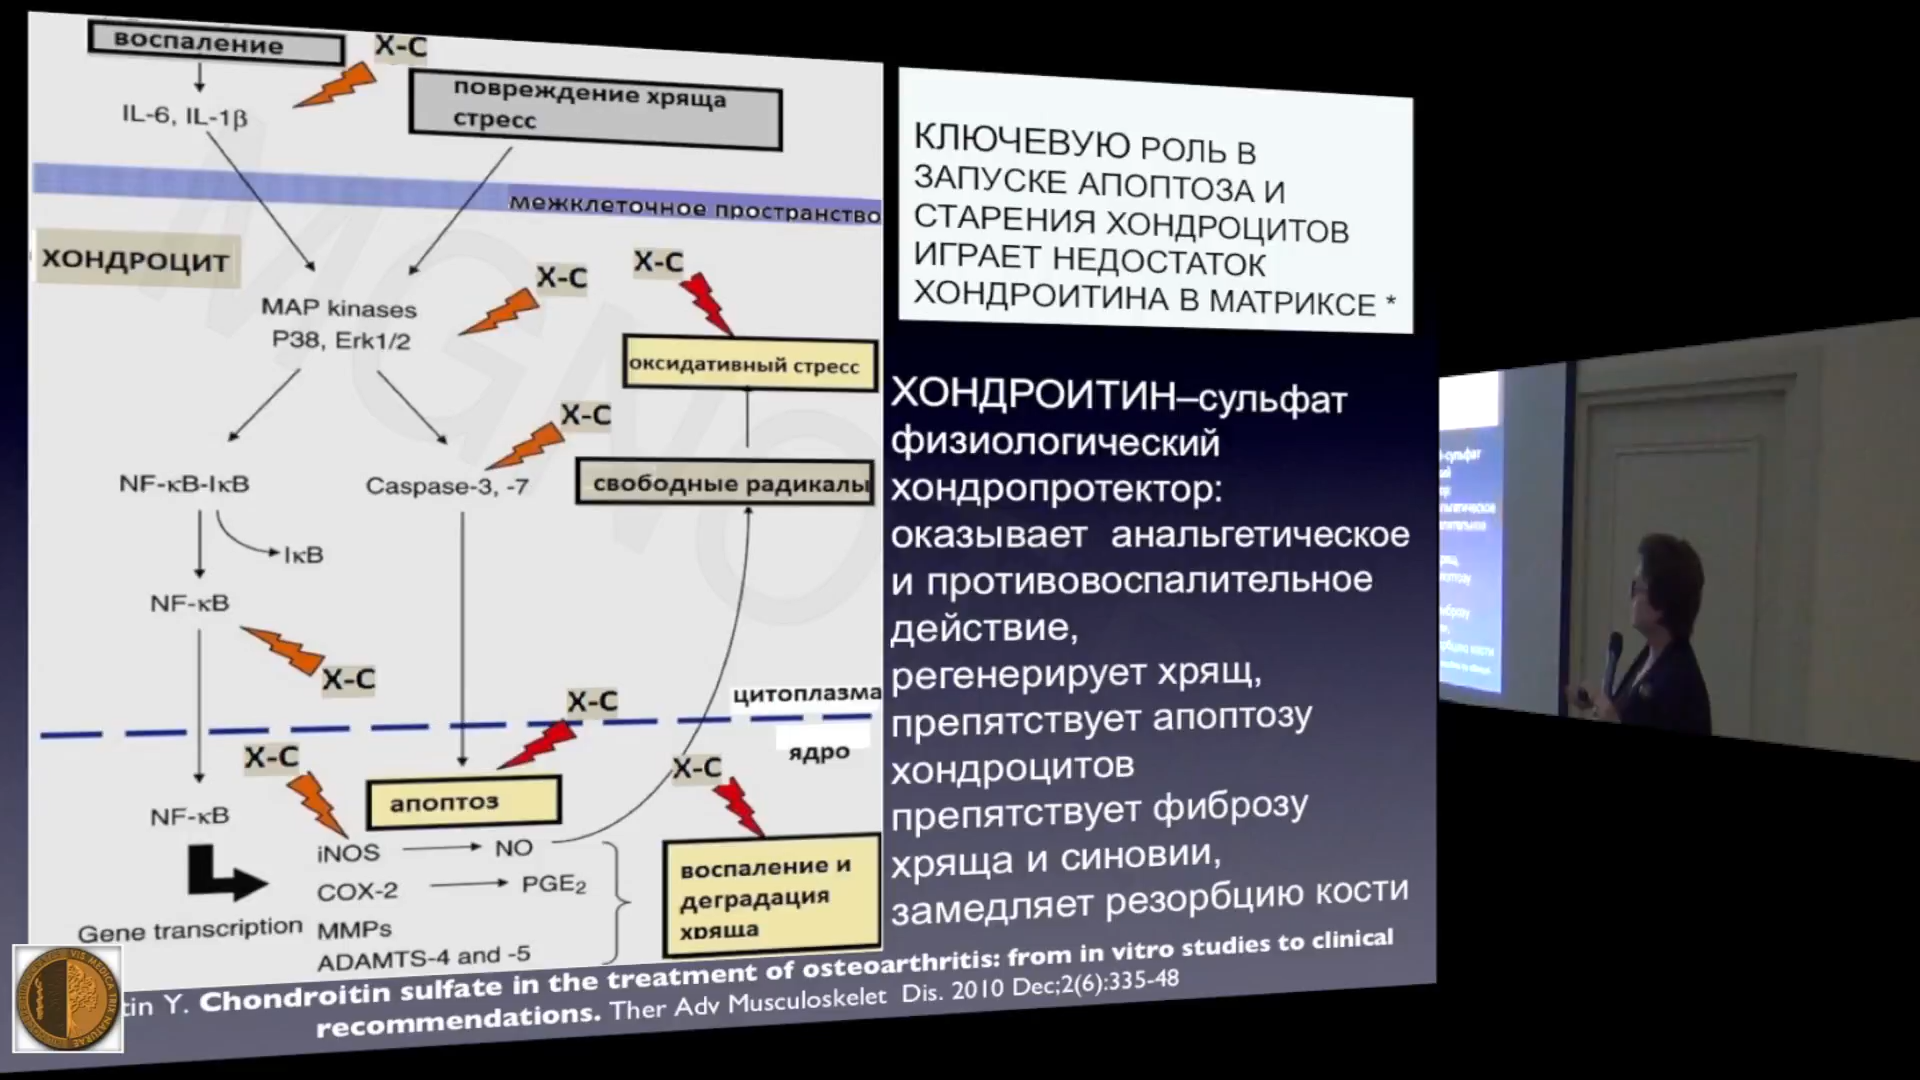 воспаление
X-C
повреждение хряща
стресс
IL-6, IL-1β
межклеточное пространство
ХОНДРОЦИТ
X-C
X-C
MAP kinases
P38, Erk1/2
оксидативный стресс
X-C
NF-κB-IκB
Caspase-3, -7
свободные радикалы
IκB
NF-κB
X-C
цитоплазма
X-C
ядро
X-C
X-C
апоптоз
NF-κB
iNOS
NO
COX-2
PGE₂
воспаление и
деградация
хряща
Gene transcription
MMPs
ADAMTS-4 and -5
КЛЮЧЕВУЮ РОЛЬ В
ЗАПУСКЕ АПОПТОЗА И
СТАРЕНИЯ ХОНДРОЦИТОВ
ИГРАЕТ НЕДОСТАТОК
ХОНДРОИТИНА В МАТРИКСЕ *
ХОНДРОИТИН–сульфат
физиологический
хондропротектор:
оказывает анальгетическое
и противовоспалительное
действие,
регенерирует хрящ,
препятствует апоптозу
хондроцитов
препятствует фиброзу
хряща и синовии,
замедляет резорбцию кости
tin Y. Chondroitin sulfate in the treatment of osteoarthritis: from in vitro studies to clinical
recommendations. Ther Adv Musculoskelet Dis. 2010 Dec;2(6):335-48